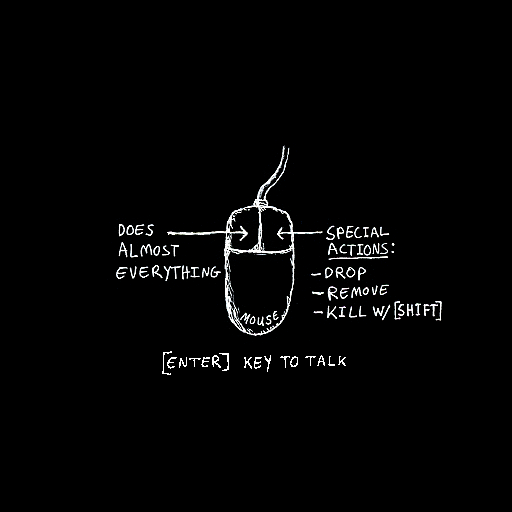 DOES
ALMOST
EVERYTHING
SPECIAL
ACTIONS:
-DROP
-REMOVE
-KILL W/[SHIFT]
MOUSE
[ENTER] KEY TO TALK